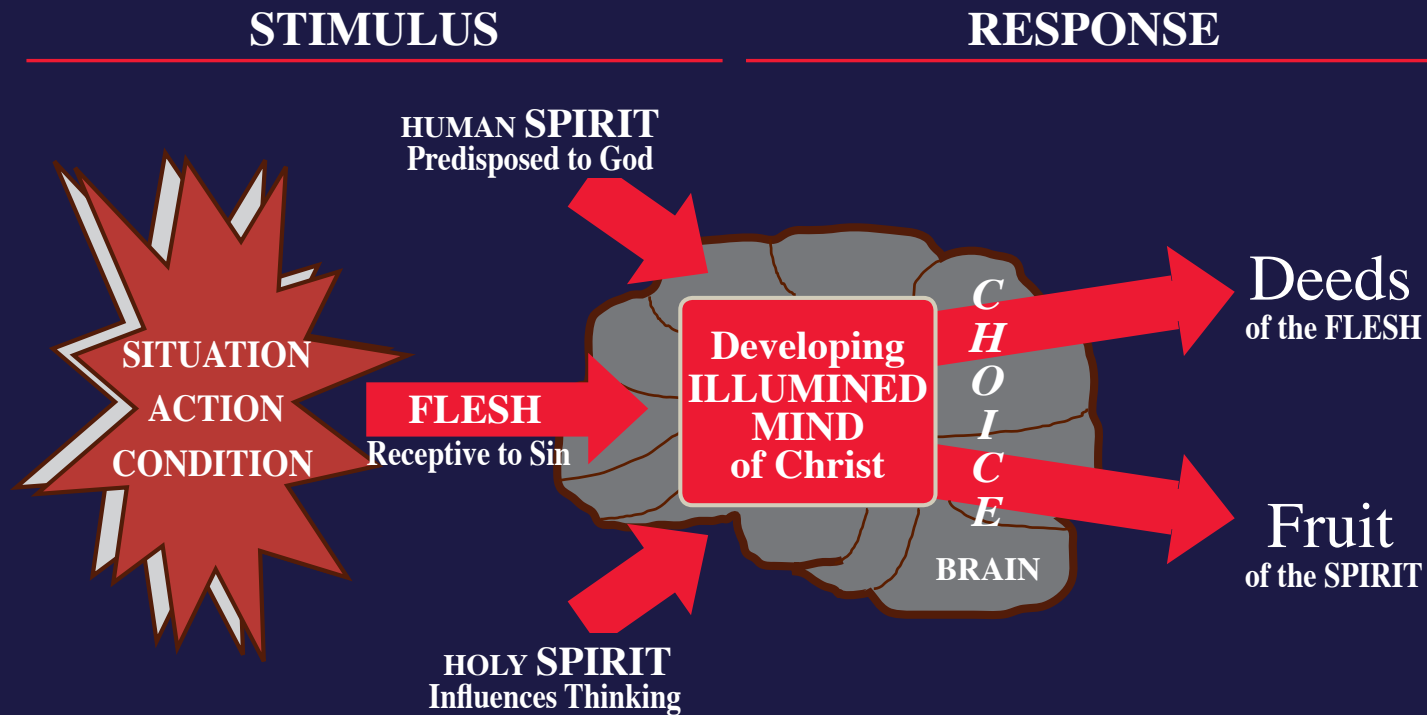 STIMULUS
RESPONSE
HUMAN SPIRIT
Predisposed to God
SITUATION
ACTION
CONDITION
FLESH
Receptive to Sin
Developing
ILLUMINED
MIND
of Christ
CHOICE
BRAIN
Deeds
of the FLESH
Fruit
of the SPIRIT
HOLY SPIRIT
Influences Thinking